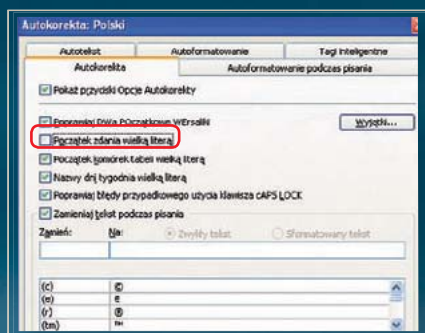 Autokorekta: Polski
Autotekst Autoformatowanie Tagi inteligentne
Autokorekta Autoformatowanie podczas pisania
Pokaż przyciski Opcje Autokorekty
Poprawiaj DWa POczątkowe WErsaliki Wyjątki...
Początek zdania wielką literą
Początek komórek tabeli wielką literą
Nazwy dni tygodnia wielką literą
Poprawiaj błędy przypadkowego użycia klawisza cAPS LOCK
Zamieniaj tekst podczas pisania
Zamień: Na: Zwykły tekst Sformatowany tekst
(c) ©
(e) €
(r) ®
(tm) ™